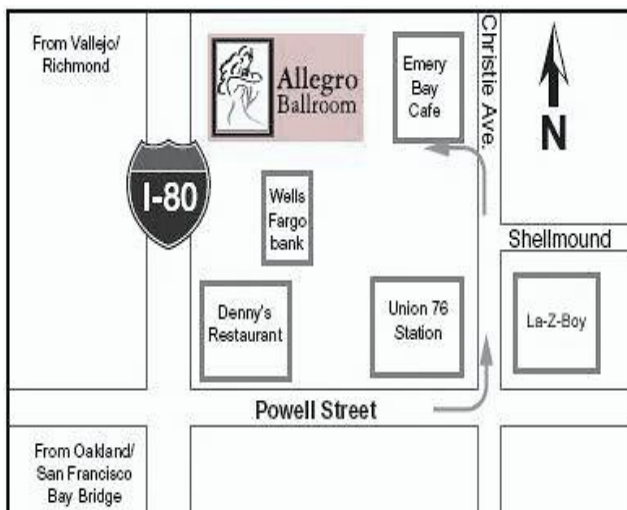 From Vallejo/
Richmond
Allegro
Ballroom
Emery
Bay
Cafe
Christie Ave.
N
I-80
Wells
Fargo
bank
Shellmound
Denny's
Restaurant
Union 76
Station
La-Z-Boy
Powell Street
From Oakland/
San Francisco
Bay Bridge